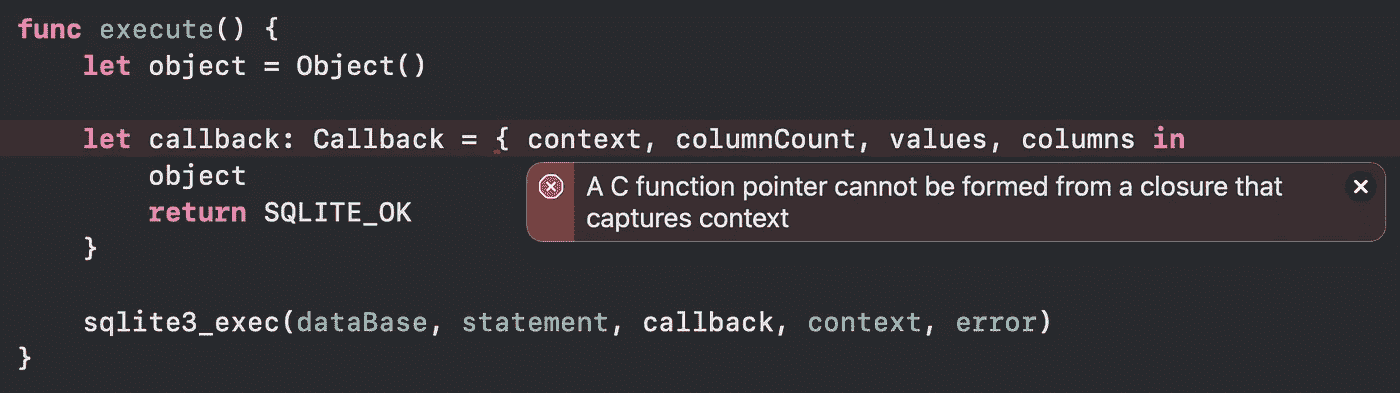 func execute() {
let object = Object()
let callback: Callback = { context, columnCount, values, columns in
object
A C function pointer cannot be formed from a closure that
return SQLITE_OK
captures context
}
sqlite3_exec(dataBase, statement, callback, context, error)
}